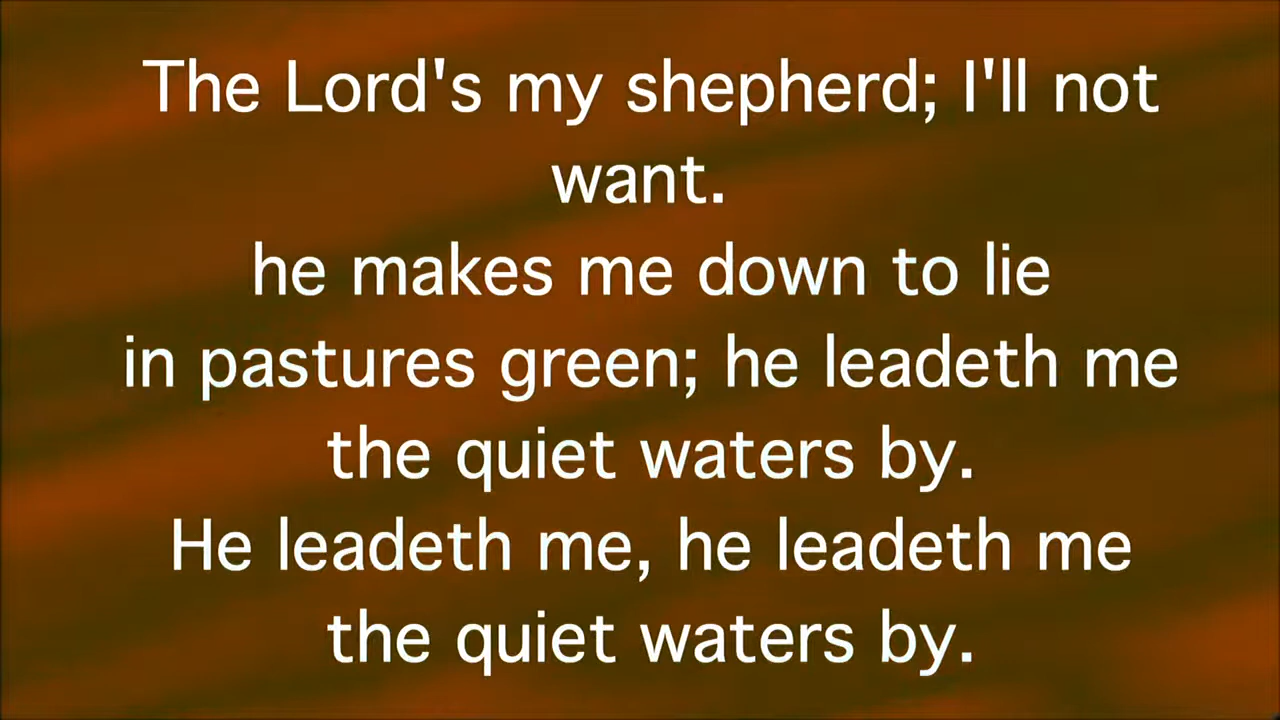 The Lord's my shepherd; I'll not
want.
he makes me down to lie
in pastures green; he leadeth me
the quiet waters by.
He leadeth me, he leadeth me
the quiet waters by.